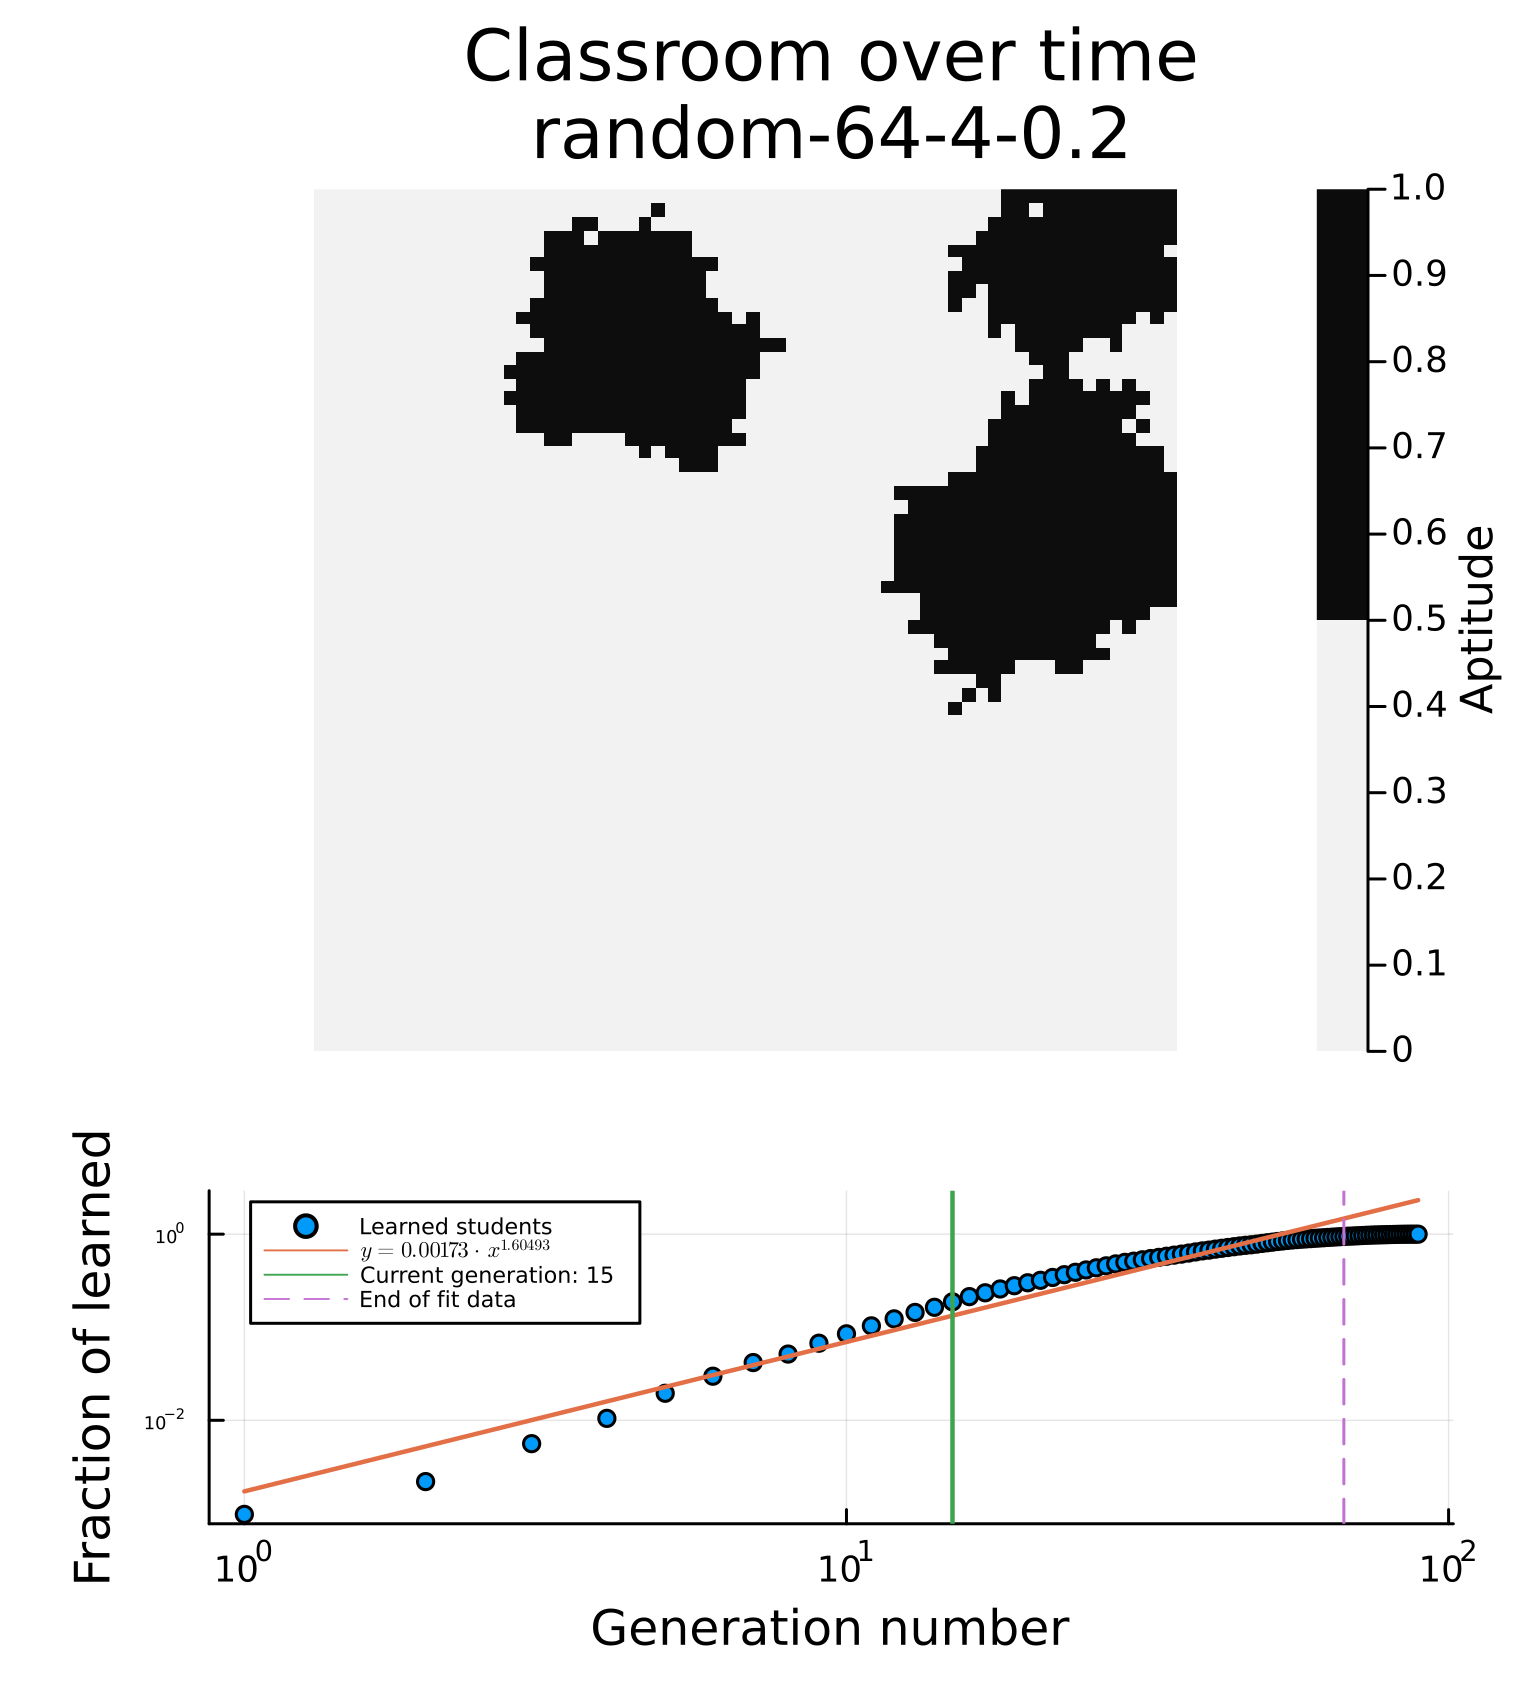 Classroom over time
random-64-4-0.2
1.0
0.9
0.8
0.7
0.6
0.5
0.4
0.3
0.2
0.1
0
Aptitude
Fraction of learned
10^0
10^-2
Learned students
y = 0.00173 · x^1.60493
Current generation: 15
End of fit data
10^0
10^1
10^2
Generation number